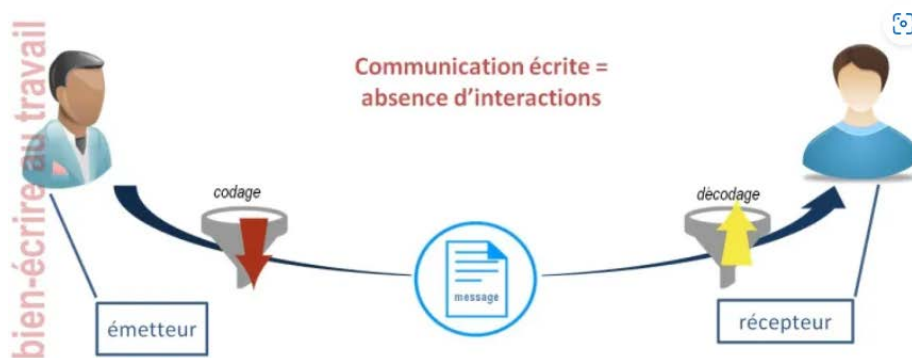 bien-écrire au travail
Communication écrite =
absence d'interactions
codage
décodage
message
émetteur
récepteur